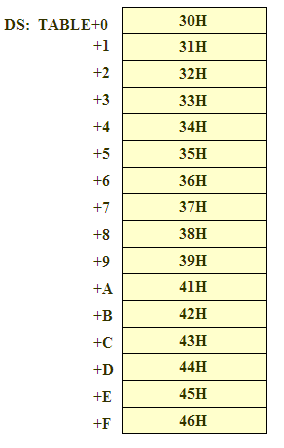 DS: TABLE+0 30H
+1 31H
+2 32H
+3 33H
+4 34H
+5 35H
+6 36H
+7 37H
+8 38H
+9 39H
+A 41H
+B 42H
+C 43H
+D 44H
+E 45H
+F 46H